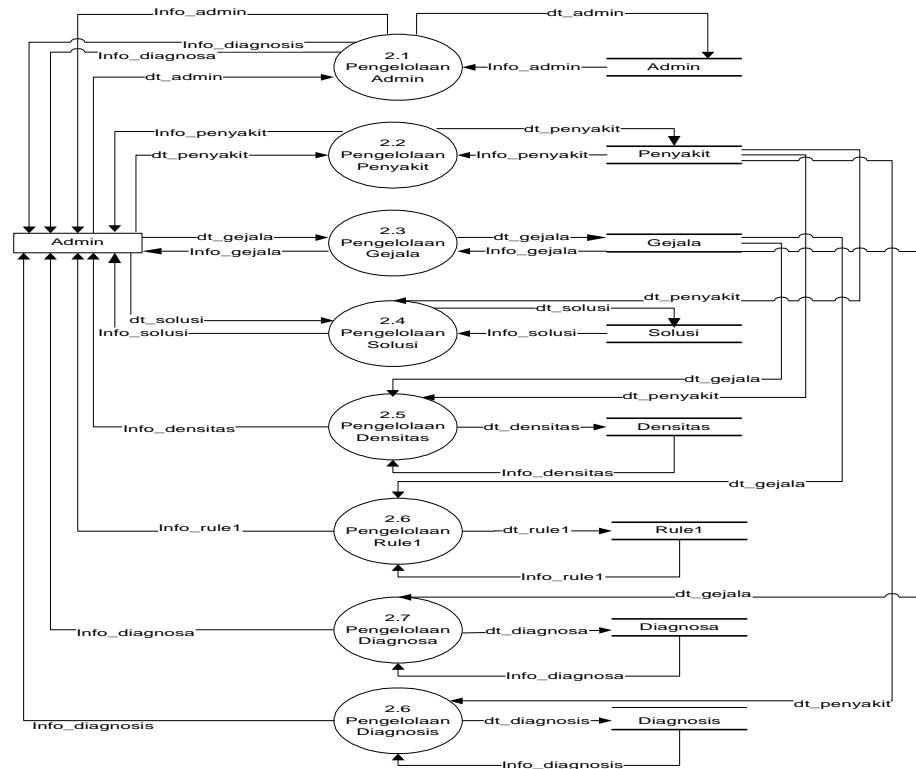 Info_admin
dt_admin
Info_diagnosis
Info_diagnosa
dt_admin
2.1
Pengelolaan
Admin
Info_admin
Admin
Info_penyakit
dt_penyakit
2.2
Pengelolaan
Penyakit
dt_penyakit
Info_penyakit
Penyakit
Admin
dt_gejala
Info_gejala
2.3
Pengelolaan
Gejala
dt_gejala
Info_gejala
Gejala
dt_penyakit
dt_solusi
Info_solusi
2.4
Pengelolaan
Solusi
dt_solusi
Info_solusi
Solusi
dt_gejala
dt_penyakit
Info_densitas
2.5
Pengelolaan
Densitas
dt_densitas
Densitas
Info_densitas
dt_gejala
Info_rule1
2.6
Pengelolaan
Rule1
dt_rule1
Rule1
Info_rule1
dt_gejala
Info_diagnosa
2.7
Pengelolaan
Diagnosa
dt_diagnosa
Diagnosa
Info_diagnosa
dt_penyakit
Info_diagnosis
2.6
Pengelolaan
Diagnosis
dt_diagnosis
Diagnosis
Info_diagnosis